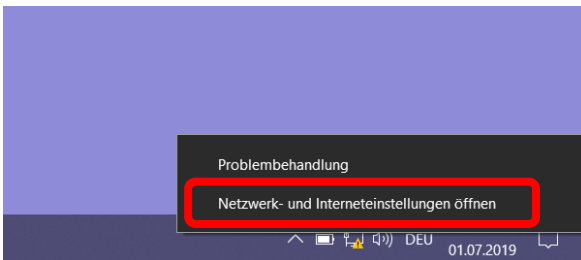 Problembehandlung
Netzwerk- und Interneteinstellungen öffnen
DEU
01.07.2019